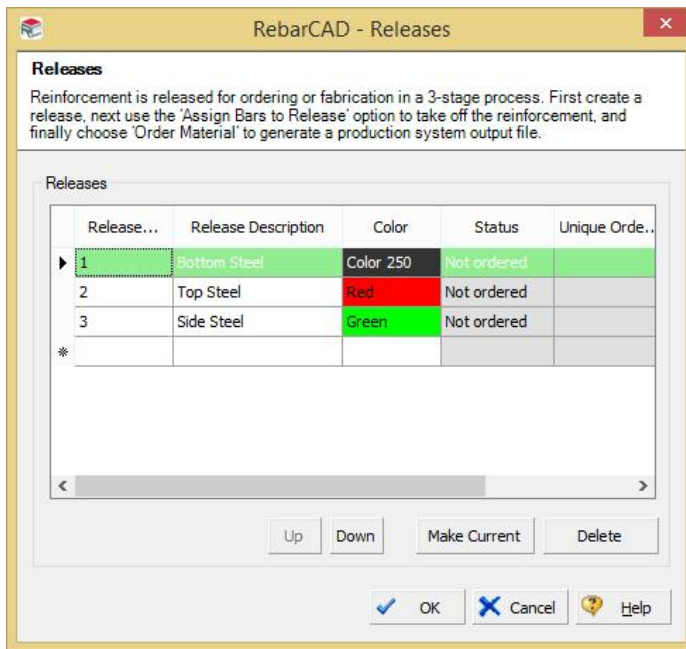 RebarCAD - Releases
Releases
Reinforcement is released for ordering or fabrication in a 3-stage process. First create a
release, next use the 'Assign Bars to Release' option to take off the reinforcement, and
finally choose 'Order Material' to generate a production system output file.
Releases
Release... Release Description Color Status Unique Orde..
1 Bottom Steel Color 250 Not ordered
2 Top Steel Red Not ordered
3 Side Steel Green Not ordered
Up Down Make Current Delete
OK Cancel Help